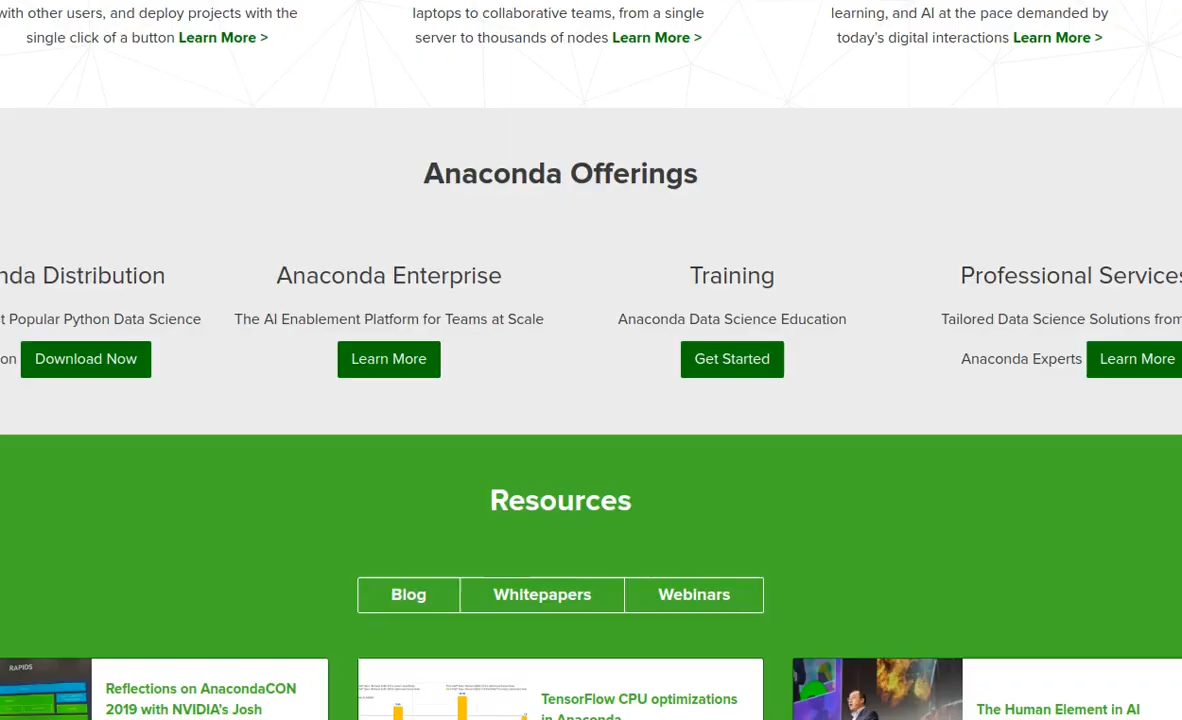 with other users, and deploy projects with the
single click of a button Learn More >
laptops to collaborative teams, from a single
server to thousands of nodes Learn More >
learning, and AI at the pace demanded by
today’s digital interactions Learn More >
Anaconda Offerings
nda Distribution
t Popular Python Data Science
on Download Now
Anaconda Enterprise
The AI Enablement Platform for Teams at Scale
Learn More
Training
Anaconda Data Science Education
Get Started
Professional Services
Tailored Data Science Solutions from
Anaconda Experts Learn More
Resources
Blog
Whitepapers
Webinars
RAPIDS
Reflections on AnacondaCON
2019 with NVIDIA’s Josh
TensorFlow CPU optimizations
in Anaconda
The Human Element in AI